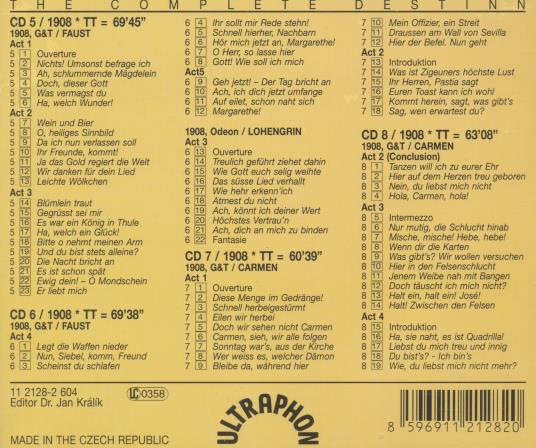 THE COMPLETE DESTINN
CD 5 / 1908 * TT = 69'45"
1908, G&T / FAUST
Act 1
5 1 Ouverture
5 2 Nichts! Umsonst befrage ich
5 3 Ah, schlummernde Mägdelein
5 4 Doch, dieser Gott
5 5 Was vermagst du
5 6 Ha, welch Wunder!
Act 2
5 7 Wein und Bier
5 8 O, heiliges Sinnbild
5 9 Da ich nun verlassen soll
5 10 Ihr Freunde, kommt!
5 11 Ja das Gold regiert die Welt
5 12 Wir danken für dein Lied
5 13 Leichte Wölkchen
Act 3
5 14 Blümlein traut
5 15 Gegrüsst sei mir
5 16 Es war ein König in Thule
5 17 Ha, welch ein Glück!
5 18 Bitte o nehmt meinen Arm
5 19 Und du bist stets alleine?
5 20 Die Nacht bricht an
5 21 Es ist schon spät
5 22 Ewig dein! – O Mondschein
5 23 Er liebt mich
CD 6 / 1908 * TT = 69'38"
1908, G&T / FAUST
Act 4
6 1 Legt die Waffen nieder
6 2 Nun, Siebel, komm, Freund
6 3 Scheinst du schlafen
6 4 Ihr sollt mir Rede stehn!
6 5 Schnell hierher, Nachbarn
6 6 Hör mich jetzt an, Margarethe!
6 7 O Herr, so lasse hier
6 8 Gott! Wie soll ich mich
Act5
6 9 Geh jetzt! – Der Tag bricht an
6 10 Ach, ich dich jetzt umfange
6 11 Auf eilet, schon naht sich
6 12 Margarethe!
1908, Odeon / LOHENGRIN
Act 3
6 13 Ouverture
6 14 Treulich geführt ziehet dahin
6 15 Wie Gott euch selig weihte
6 16 Das süsse Lied verhallt
6 17 Wie hehr erkenn'ich
6 18 Atmest du nicht
6 19 Ach, könnt ich deiner Wert
6 20 Höchstes Vertrau'n
6 21 Ach, dich an mich zu binden
6 22 Fantasie
CD 7 / 1908 * TT = 60'39"
1908, G&T / CARMEN
Act 1
7 1 Ouverture
7 2 Diese Menge im Gedränge!
7 3 Schnell herbeigestürmt
7 4 Eilen wir herbei
7 5 Doch wir sehen nicht Carmen
7 6 Carmen, sieh, wir alle folgen
7 7 Sonntag war's, aus der Kirche
7 8 Wer weiss es, welcher Dämon
7 9 Bleibe da, während hier
7 10 Mein Offizier, ein Streit
7 11 Draussen am Wall von Sevilla
7 12 Hier der Befel. Nun geht
Act 2
7 13 Introduktion
7 14 Was ist Zigeuners höchste Lust
7 15 Ihr Herren, Pastia sagt
7 16 Euren Toast kann ich wohl
7 17 Kommt herein, sagt, was gibt's
7 18 Sag, wen erwartest du?
CD 8 / 1908 * TT = 63'08"
1908, G&T / CARMEN
Act 2 (Conclusion)
8 1 Tanzen will ich zu eurer Ehr
8 2 Hier auf dem Herzen treu geboren
8 3 Nein, du liebst mich nicht
8 4 Hola, Carmen, hola!
Act 3
8 5 Intermezzo
8 6 Nur mutig, die Schlucht hinab
8 7 Mische, mische! Hebe, hebe!
8 8 Wenn dir die Karten
8 9 Was gibt's? Wir wollen versuchen
8 10 Hier in den Felsenschlucht
8 11 Jenem Weibe nah mit Bangen
8 12 Doch täuscht ich mich nicht?
8 13 Halt ein, halt ein! José!
8 14 Halt! Zwischen den Felsen
Act 4
8 15 Introduktion
8 16 Ha, sie naht, es ist Quadrilla!
8 17 Liebst du mich treu und innig
8 18 Du bist's? - Ich bin's
8 19 Wie, du liebst mich nicht mehr?
11 2128-2 604
Editor Dr. Jan Králík
LC 0358
MADE IN THE CZECH REPUBLIC
ULTRAPHON
8 596911 212820